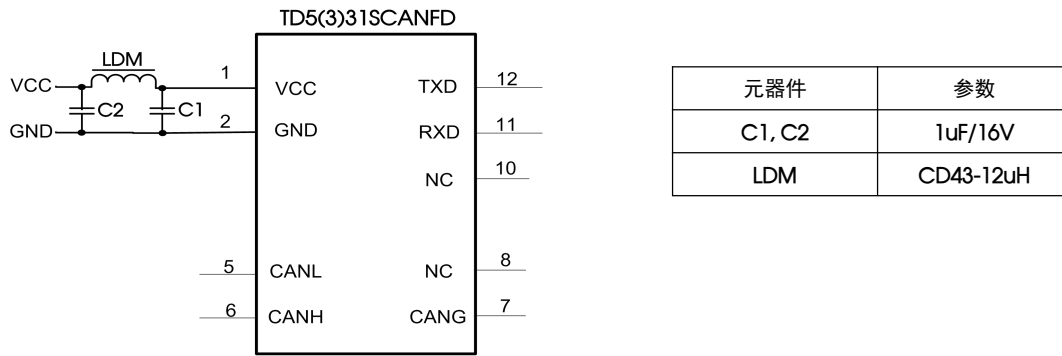 TD5(3)31SCANFD
LDM
VCC
C2
C1
GND
1
VCC
2
GND
5
CANL
6
CANH
TXD
12
RXD
11
NC
10
NC
8
CANG
7
元器件 参数
C1, C2 1uF/16V
LDM CD43-12uH